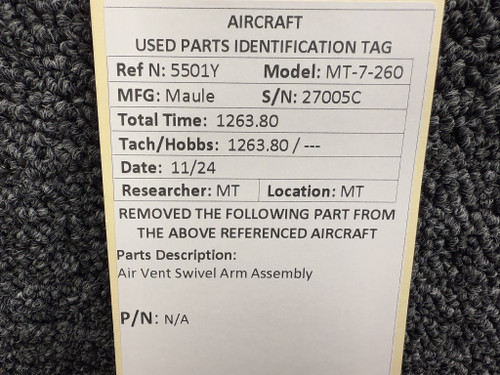 AIRCRAFT
USED PARTS IDENTIFICATION TAG
Ref N: 5501Y Model: MT-7-260
MFG: Maule S/N: 27005C
Total Time: 1263.80
Tach/Hobbs: 1263.80 / ---
Date: 11/24
Researcher: MT Location: MT
REMOVED THE FOLLOWING PART FROM
THE ABOVE REFERENCED AIRCRAFT
Parts Description:
Air Vent Swivel Arm Assembly
P/N: N/A